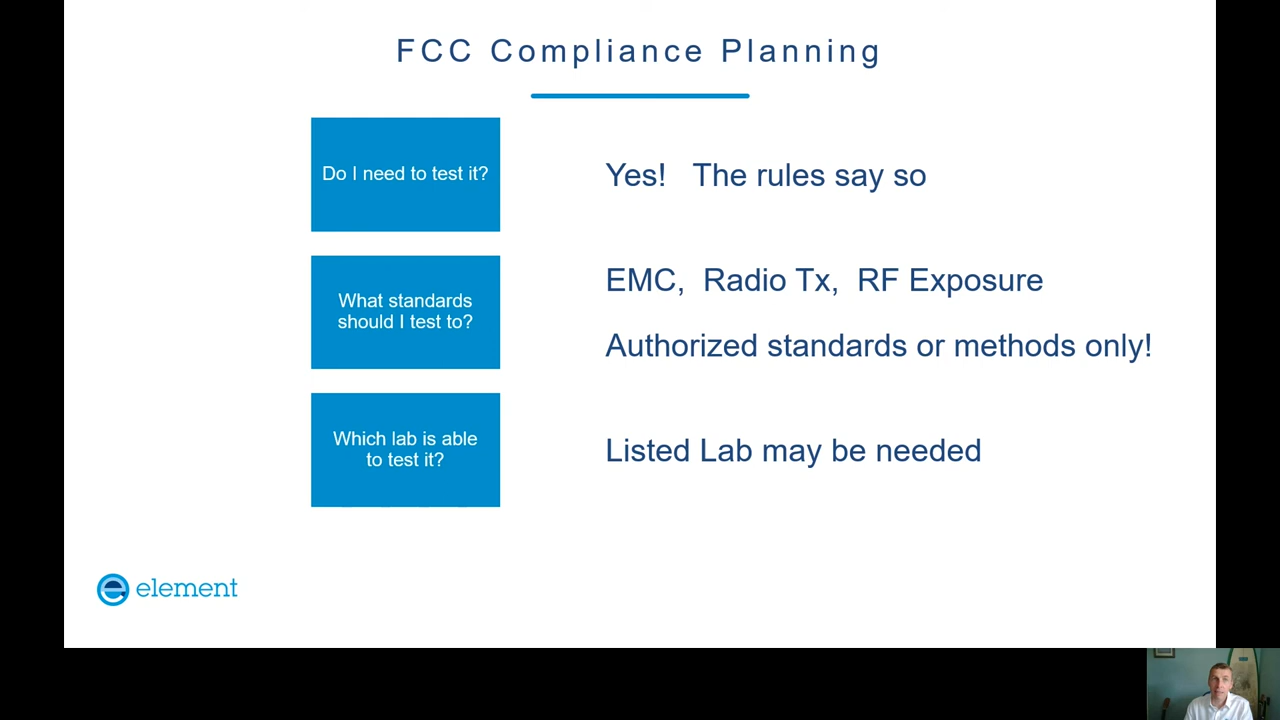 FCC Compliance Planning
Do I need to test it?
Yes! The rules say so
What standards
should I test to?
EMC, Radio Tx, RF Exposure
Authorized standards or methods only!
Which lab is able
to test it?
Listed Lab may be needed
element